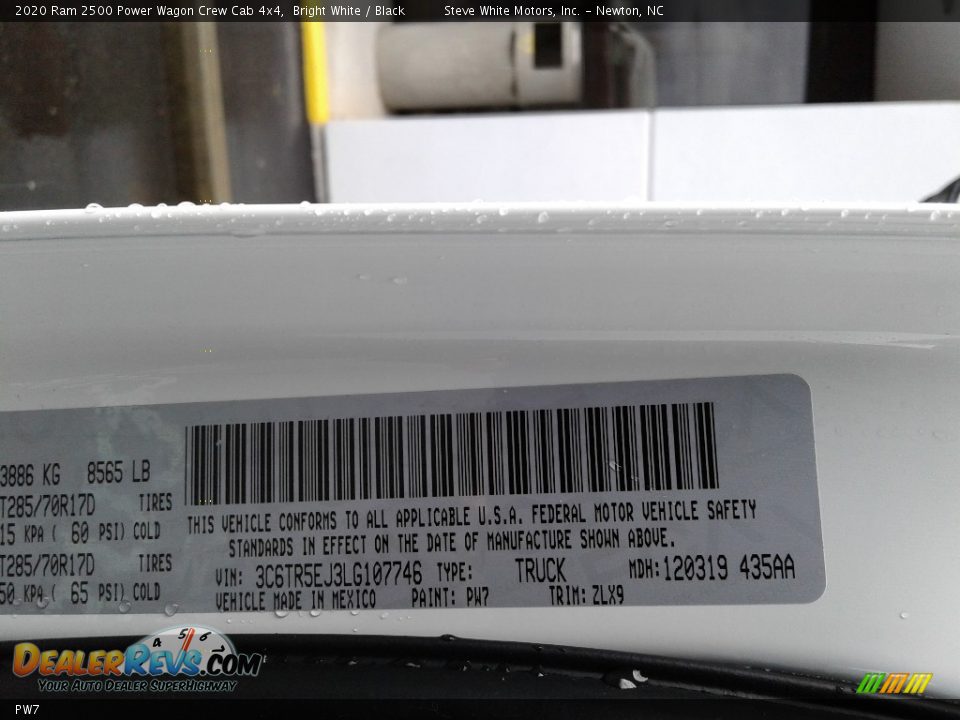 2020 Ram 2500 Power Wagon Crew Cab 4x4, Bright White / Black Steve White Motors, Inc. - Newton, NC
3886 KG 8565 LB
T285/70R17D TIRES
15 KPA ( 60 PSI) COLD
T285/70R17D TIRES
50 KPA ( 65 PSI) COLD
THIS VEHICLE CONFORMS TO ALL APPLICABLE U.S.A. FEDERAL MOTOR VEHICLE SAFETY
STANDARDS IN EFFECT ON THE DATE OF MANUFACTURE SHOWN ABOVE.
VIN: 3C6TR5EJ3LG107746 TYPE: TRUCK MDH: 120319 435AA
VEHICLE MADE IN MEXICO PAINT: PW7 TRIM: ZLX9
4 5 6
DealerRevs.com
Your Auto Dealer SuperHighway
PW7